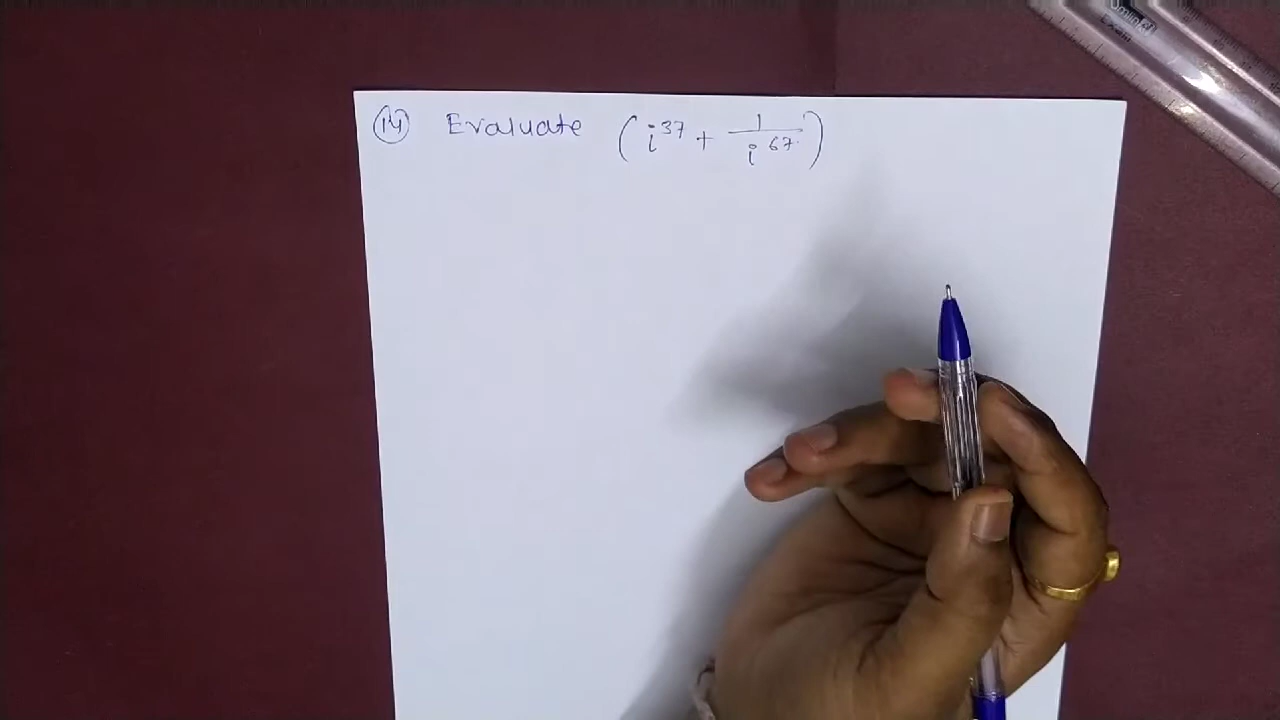 (14) Evaluate ( i^37 + 1/i^67 )